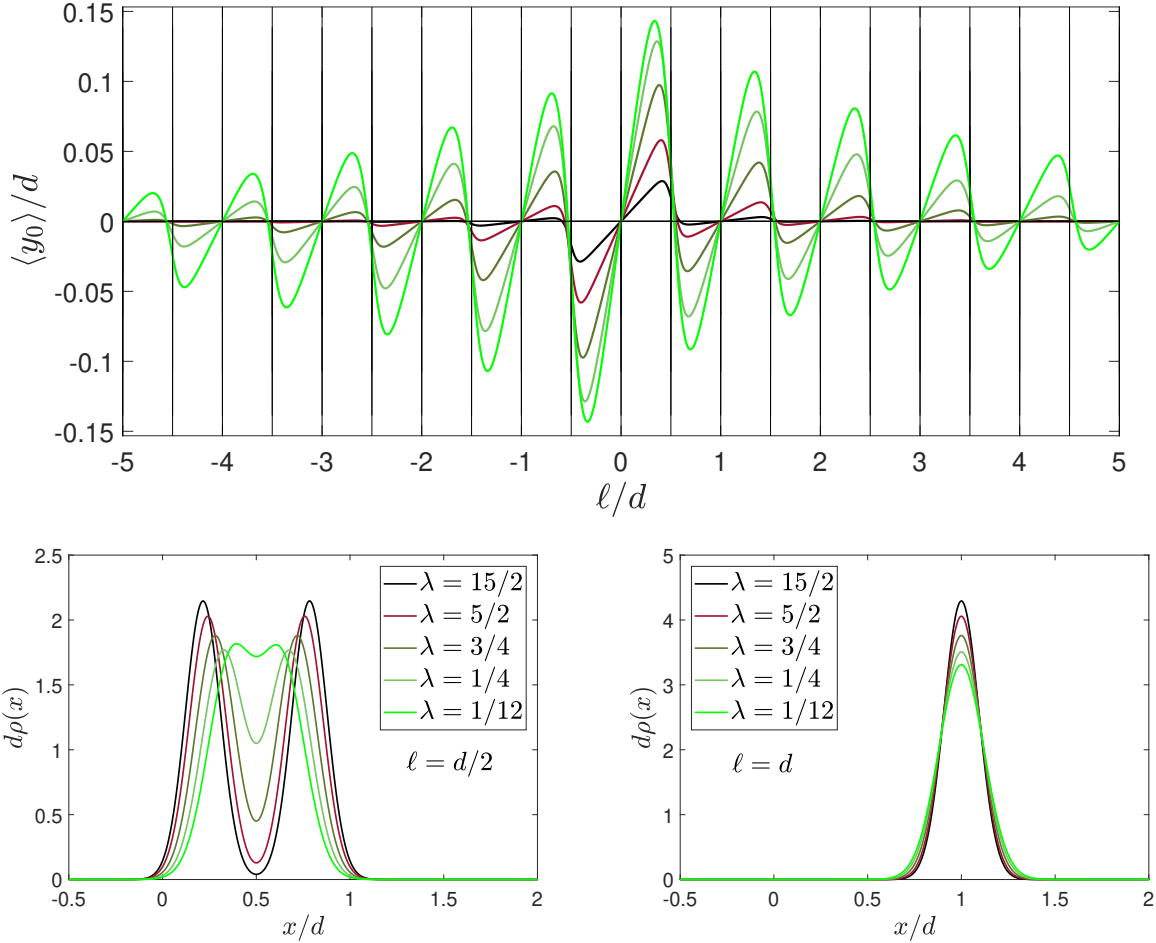 0.15
0.1
0.05
0
-0.05
-0.1
-0.15
⟨y₀⟩/d
-5 -4 -3 -2 -1 0 1 2 3 4 5
ℓ/d
2.5
2
1.5
1
0.5
0
dρ(x)
λ = 15/2
λ = 5/2
λ = 3/4
λ = 1/4
λ = 1/12
ℓ = d/2
-0.5 0 0.5 1 1.5 2
x/d
5
4
3
2
1
0
dρ(x)
λ = 15/2
λ = 5/2
λ = 3/4
λ = 1/4
λ = 1/12
ℓ = d
-0.5 0 0.5 1 1.5 2
x/d